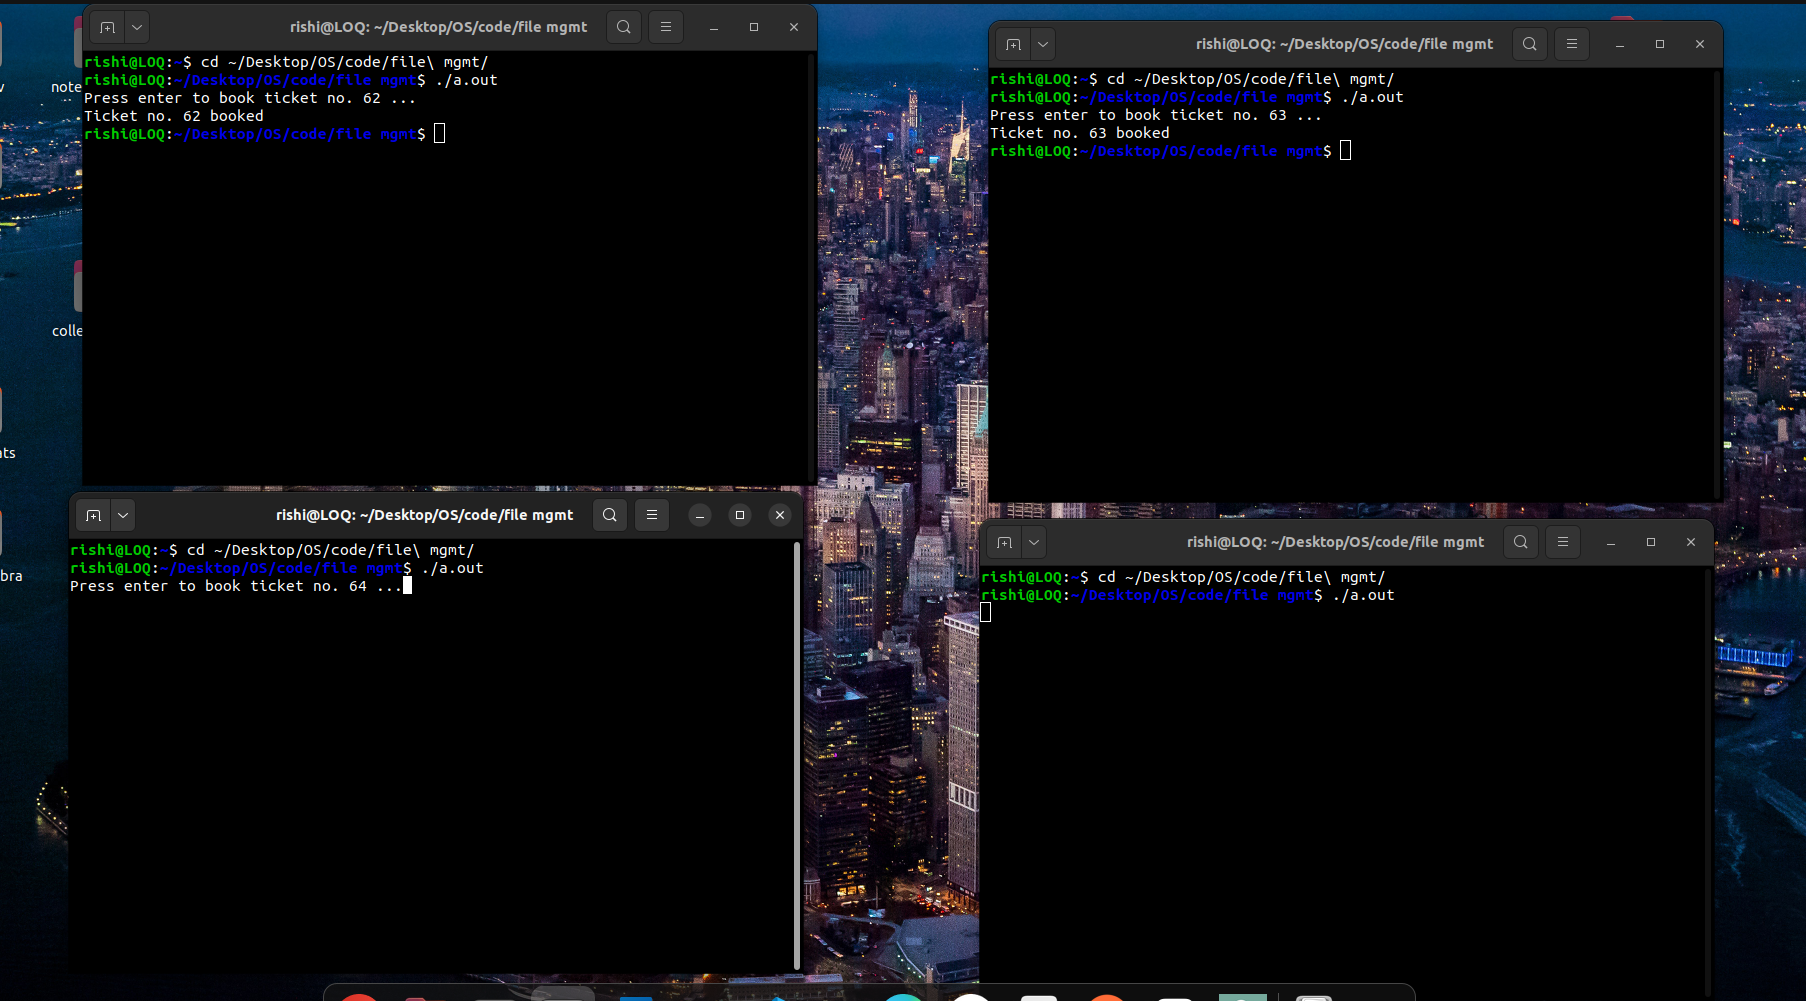 rishi@LOQ: ~/Desktop/OS/code/file mgmt
rishi@LOQ:~$ cd ~/Desktop/OS/code/file\ mgmt/
rishi@LOQ:~/Desktop/OS/code/file mgmt$ ./a.out
Press enter to book ticket no. 62 ...
Ticket no. 62 booked
rishi@LOQ:~/Desktop/OS/code/file mgmt$
rishi@LOQ: ~/Desktop/OS/code/file mgmt
rishi@LOQ:~$ cd ~/Desktop/OS/code/file\ mgmt/
rishi@LOQ:~/Desktop/OS/code/file mgmt$ ./a.out
Press enter to book ticket no. 63 ...
Ticket no. 63 booked
rishi@LOQ:~/Desktop/OS/code/file mgmt$
rishi@LOQ: ~/Desktop/OS/code/file mgmt
rishi@LOQ:~$ cd ~/Desktop/OS/code/file\ mgmt/
rishi@LOQ:~/Desktop/OS/code/file mgmt$ ./a.out
Press enter to book ticket no. 64 ...
rishi@LOQ: ~/Desktop/OS/code/file mgmt
rishi@LOQ:~$ cd ~/Desktop/OS/code/file\ mgmt/
rishi@LOQ:~/Desktop/OS/code/file mgmt$ ./a.out
note
colle
ats
bra